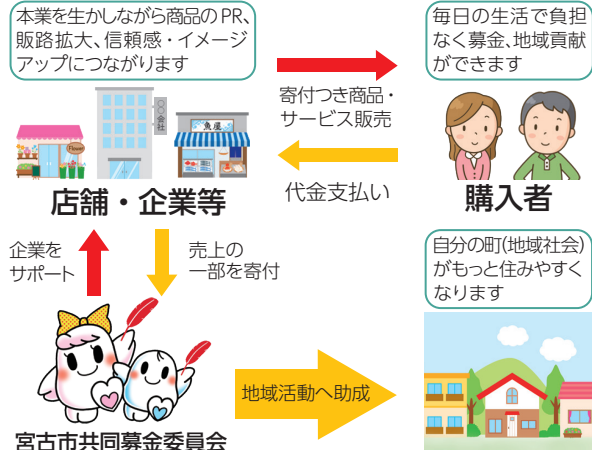 本業を生かしながら商品のPR、
販路拡大、信頼感・イメージ
アップにつながります
毎日の生活で負担
なく募金、地域貢献
ができます
〇〇会社
魚屋
Flower
寄付つき商品・
サービス販売
代金支払い
店舗・企業等
購入者
企業を
サポート
売上の
一部を寄付
自分の町(地域社会)
がもっと住みやすく
なります
地域活動へ助成
宮古市共同募金委員会